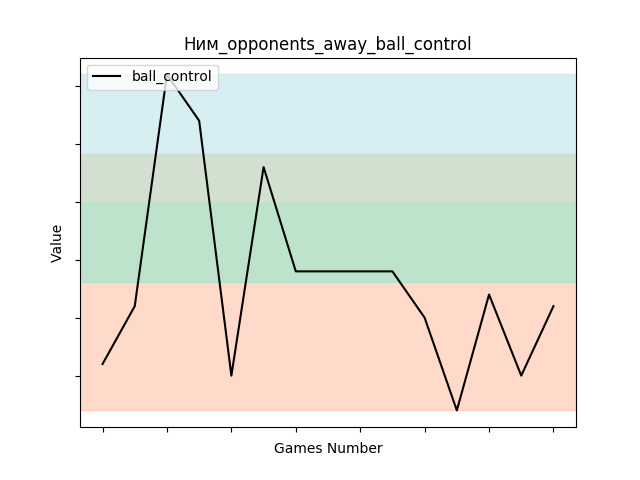 Ним_opponents_away_ball_control
ball_control
Value
Games Number